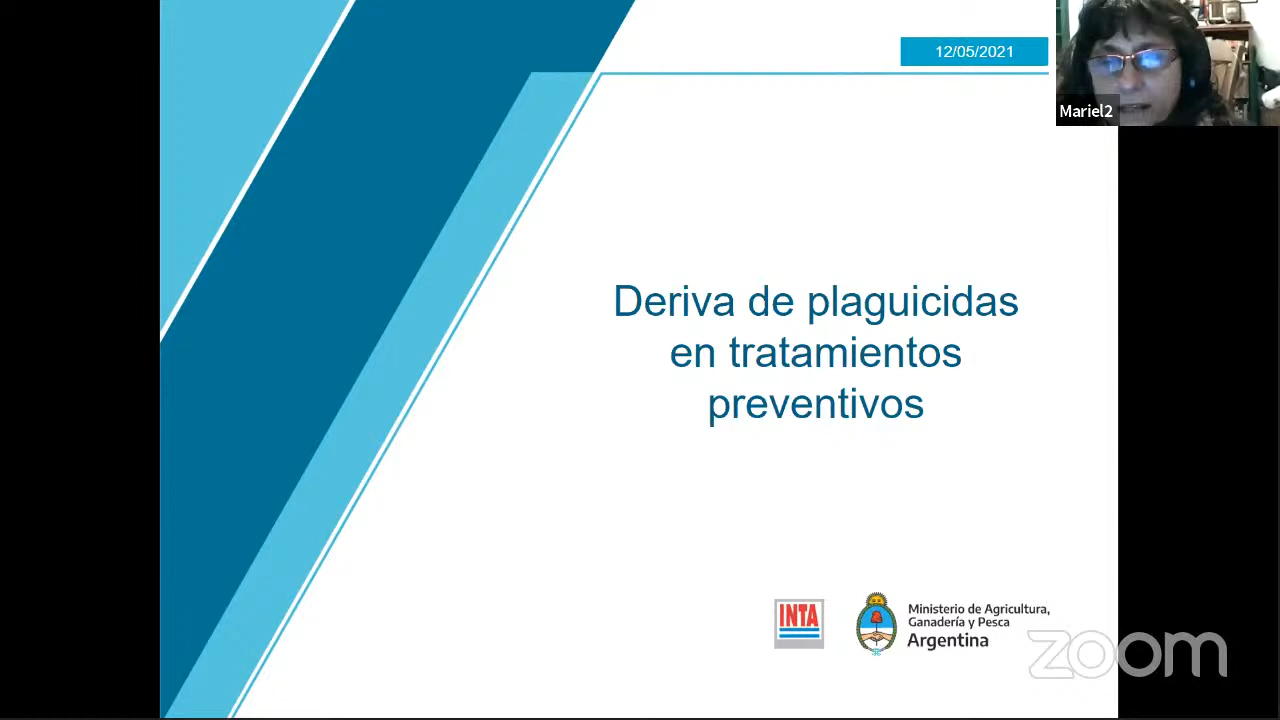 12/05/2021
Mariel2
Deriva de plaguicidas
en tratamientos
preventivos
INTA
Ministerio de Agricultura,
Ganadería y Pesca
Argentina
zoom